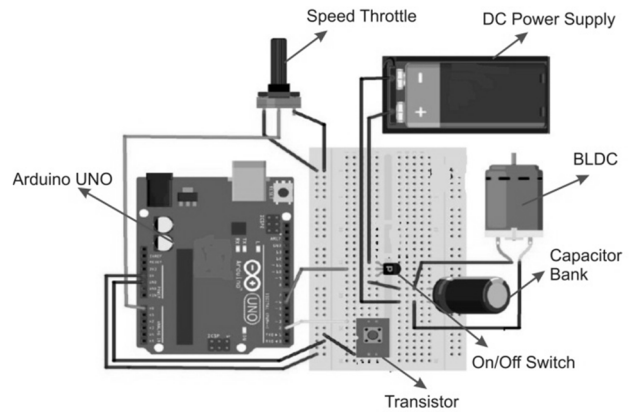 Speed Throttle
DC Power Supply
Arduino UNO
BLDC
Capacitor
Bank
On/Off Switch
Transistor
UNO